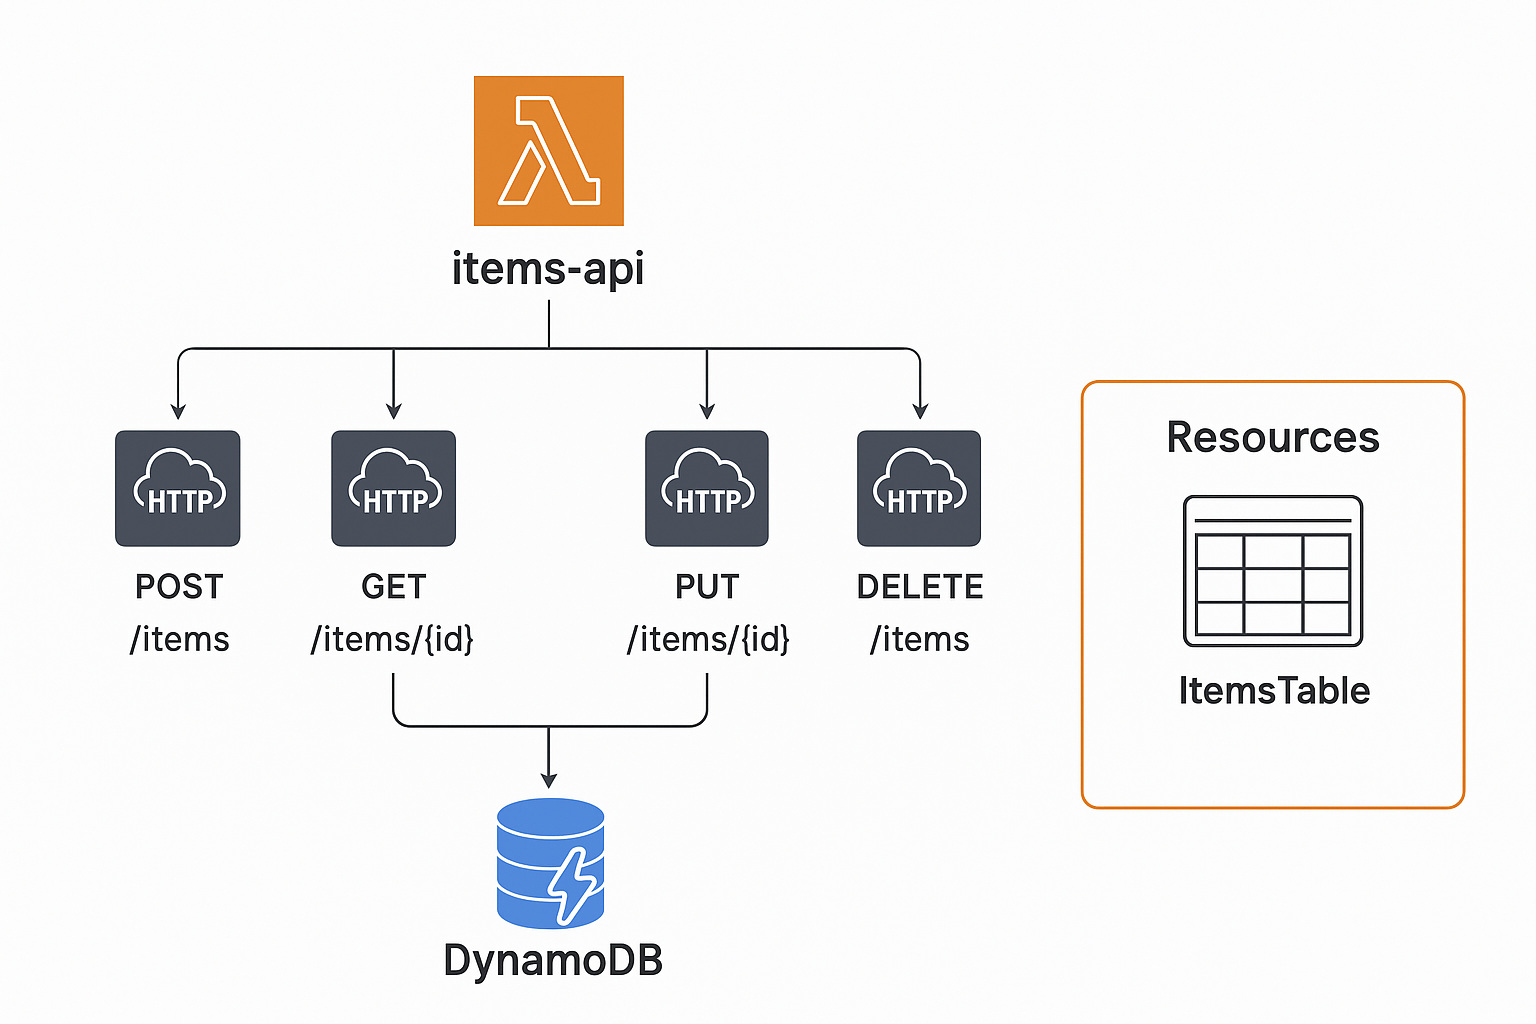 items-api
HTTP
HTTP
HTTP
HTTP
POST
/items
GET
/items/{id}
PUT
/items/{id}
DELETE
/items
DynamoDB
Resources
ItemsTable